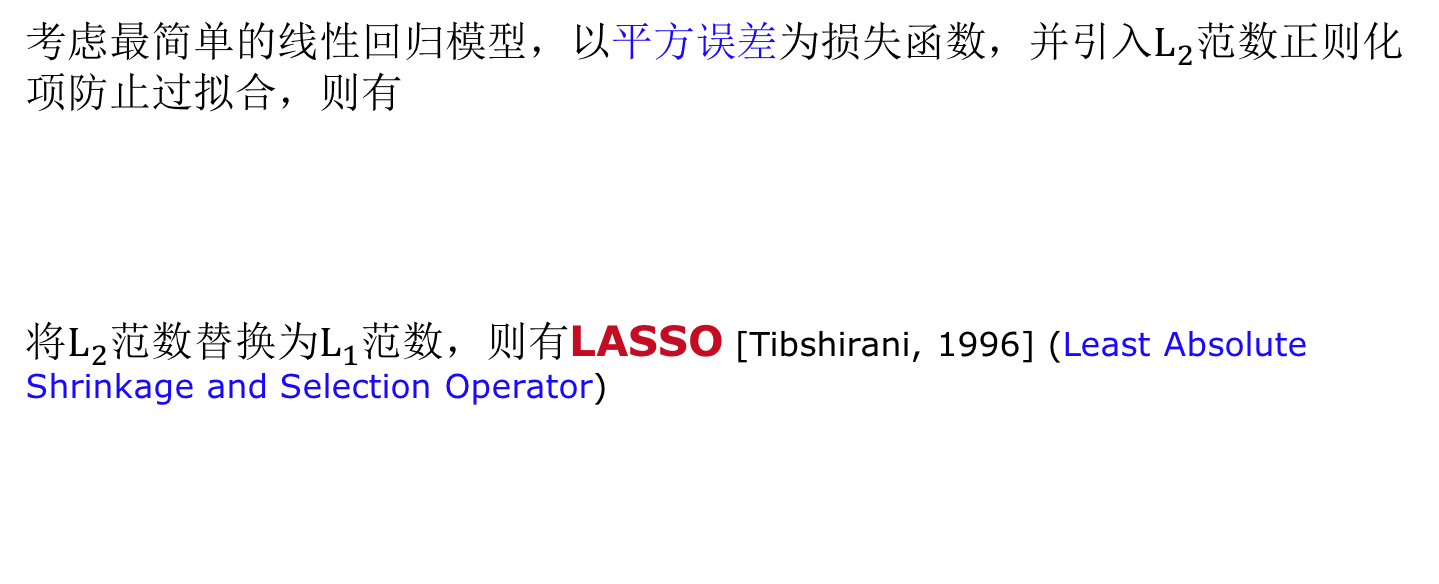 考虑最简单的线性回归模型，以平方误差为损失函数，并引入L₂范数正则化
项防止过拟合，则有
将L₂范数替换为L₁范数，则有LASSO [Tibshirani, 1996] (Least Absolute
Shrinkage and Selection Operator)